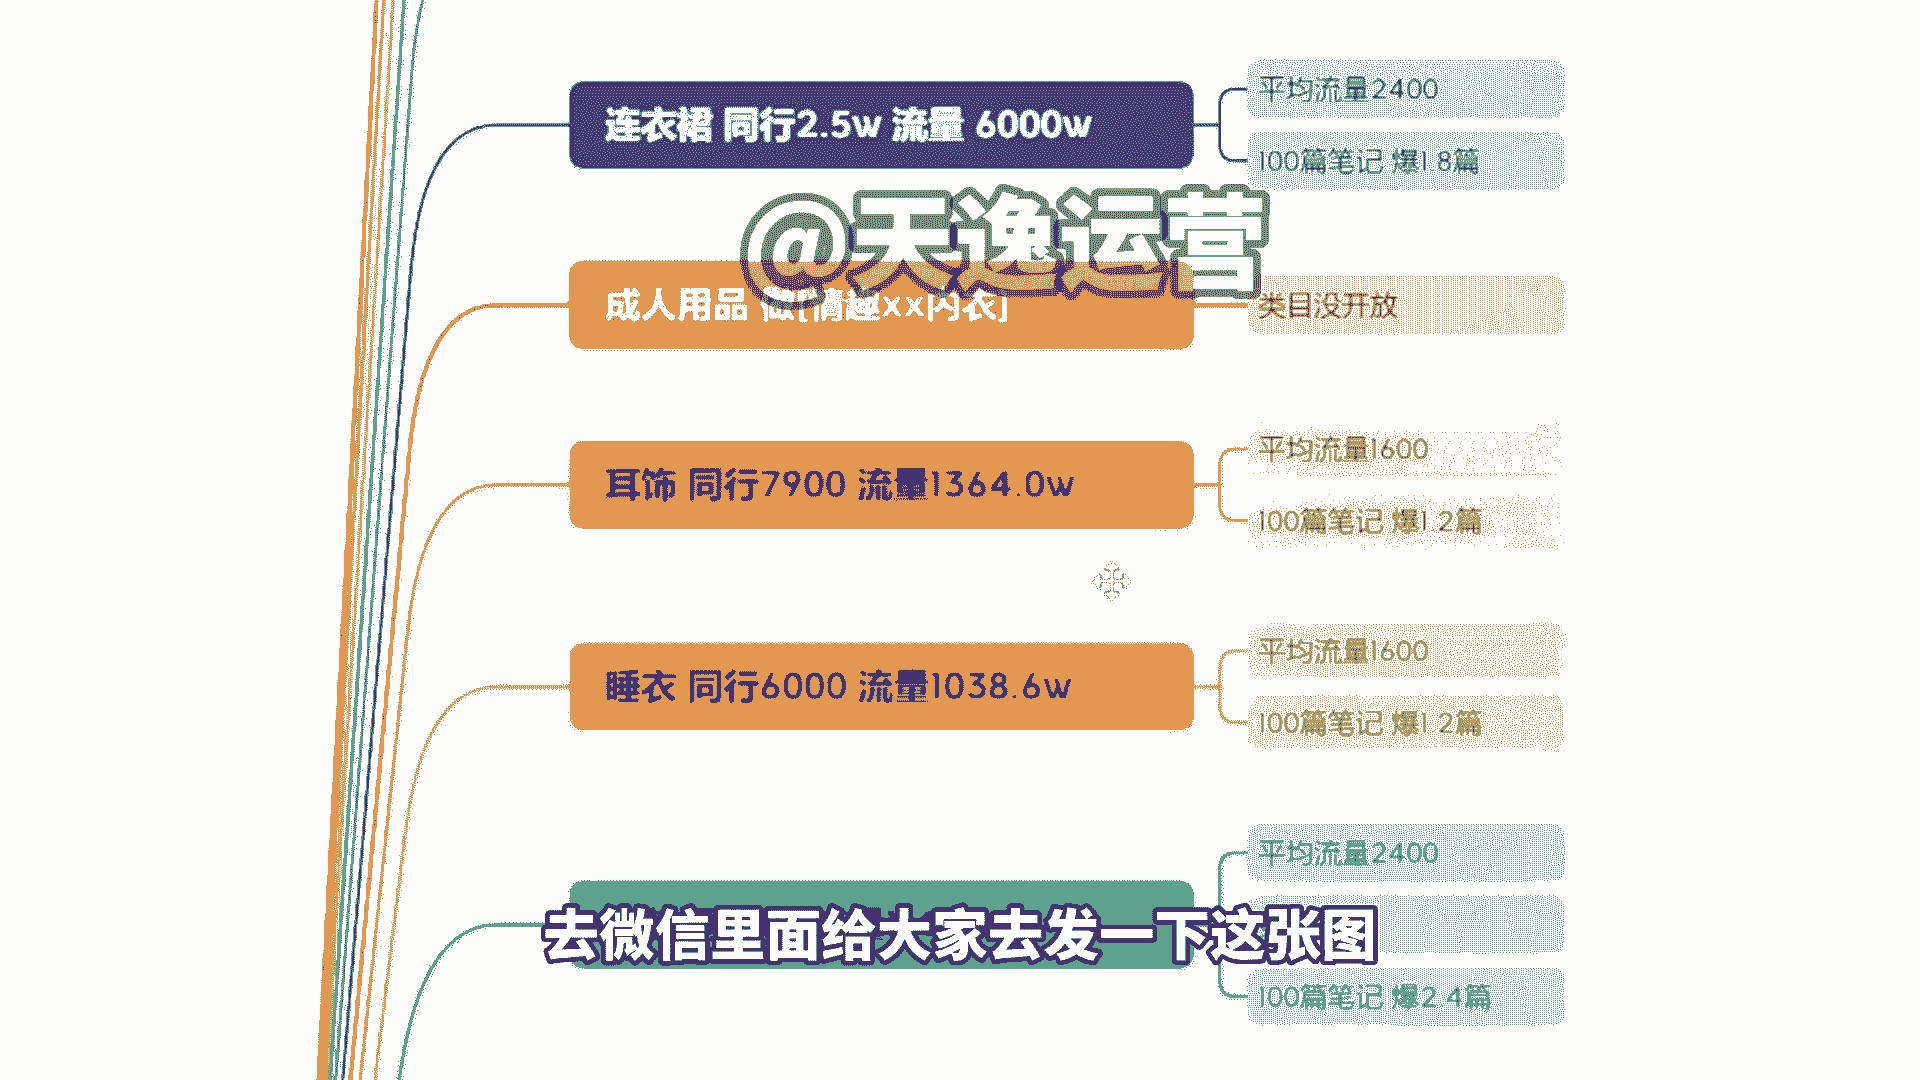 连衣裙 同行2.5w 流量 6000w
平均流量2400
100篇笔记 爆1.8篇
@天逸运营
成人用品 做[情趣xx内衣]
类目没开放
耳饰 同行7900 流量1364.0w
平均流量1600
100篇笔记 爆1.2篇
睡衣 同行6000 流量1038.6w
平均流量1600
100篇笔记 爆1.2篇
平均流量2400
去微信里面给大家去发一下这张图
100篇笔记 爆2.4篇